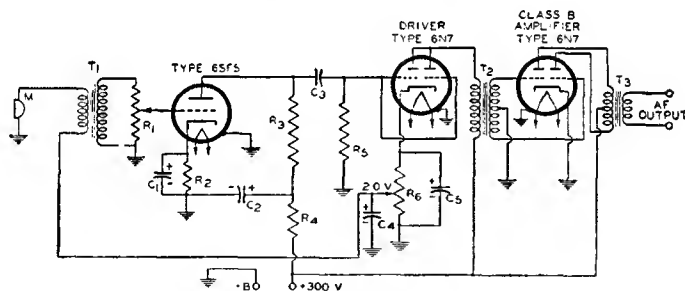 DRIVER
TYPE 6N7
CLASS B
AMPLIFIER
TYPE 6N7
TYPE 6SF5
T1
T2
T3
M
R1
C3
R3
R5
AF
OUTPUT
C1
R2
C2
20 V
R6
C5
R4
C4
-B
+300 V